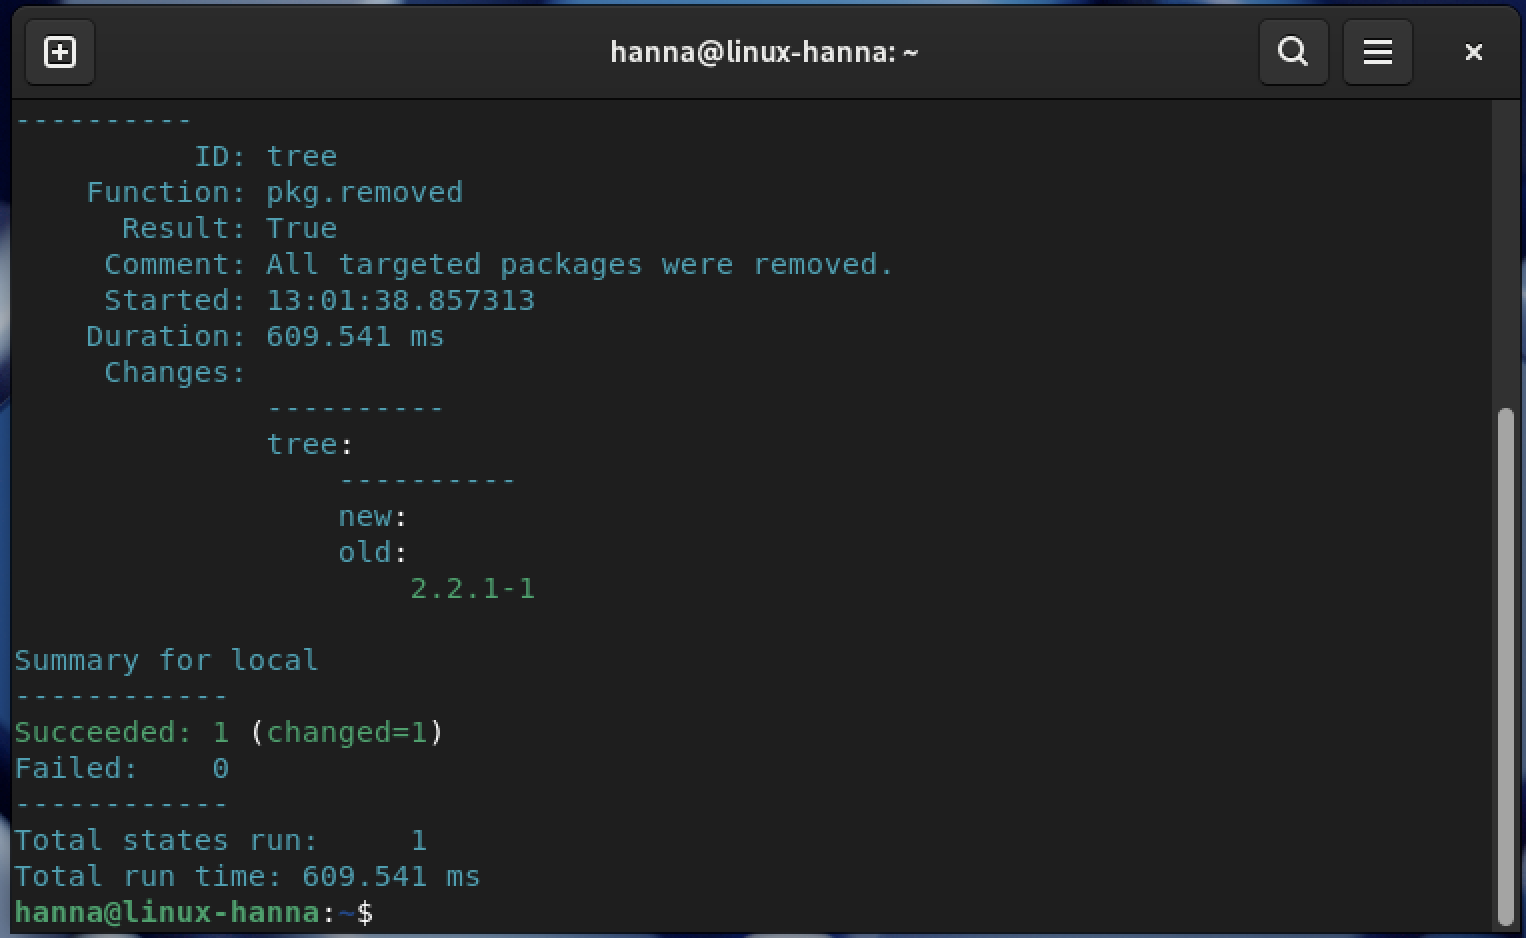 hanna@linux-hanna: ~
----------
          ID: tree
    Function: pkg.removed
      Result: True
     Comment: All targeted packages were removed.
     Started: 13:01:38.857313
    Duration: 609.541 ms
     Changes:
              ----------
              tree:
                  ----------
                  new:
                  old:
                      2.2.1-1

Summary for local
------------
Succeeded: 1 (changed=1)
Failed:    0
------------
Total states run:     1
Total run time: 609.541 ms
hanna@linux-hanna:~$